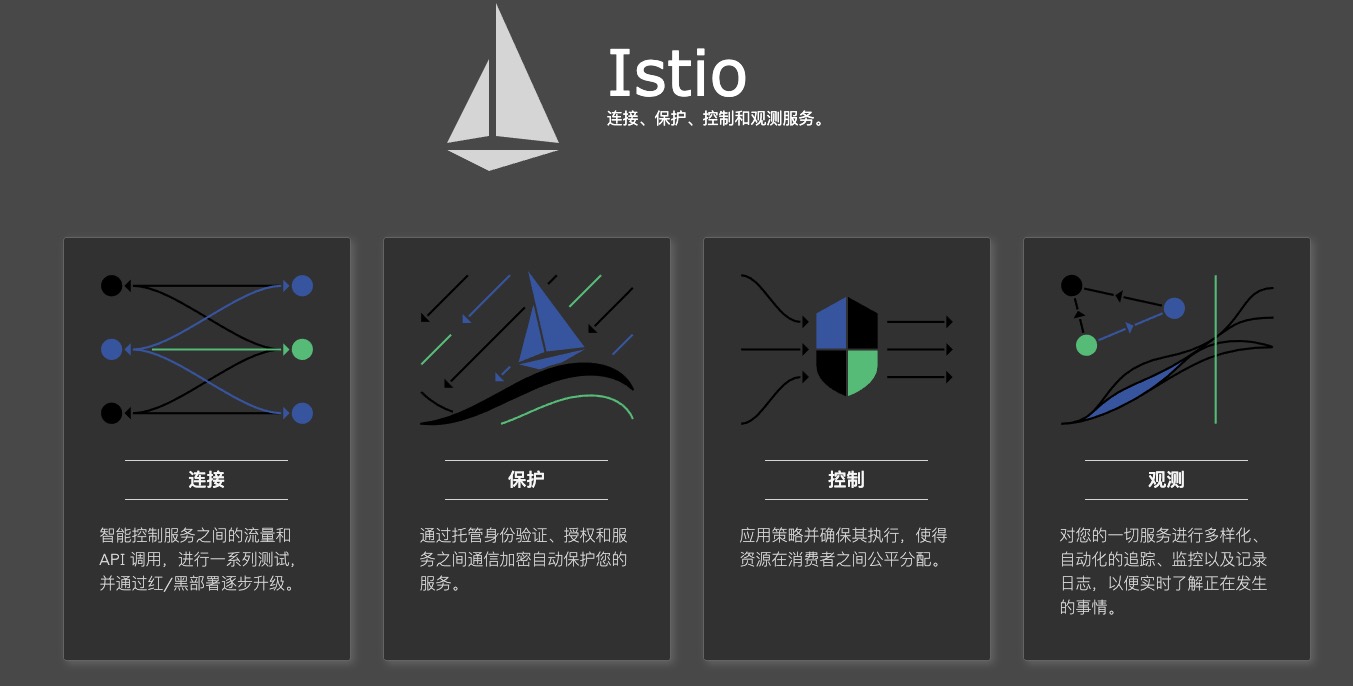 Istio
连接、保护、控制和观测服务。
连接
智能控制服务之间的流量和
API 调用，进行一系列测试，
并通过红/黑部署逐步升级。
保护
通过托管身份验证、授权和服
务之间通信加密自动保护您的
服务。
控制
应用策略并确保其执行，使得
资源在消费者之间公平分配。
观测
对您的一切服务进行多样化、
自动化的追踪、监控以及记录
日志，以便实时了解正在发生
的事情。